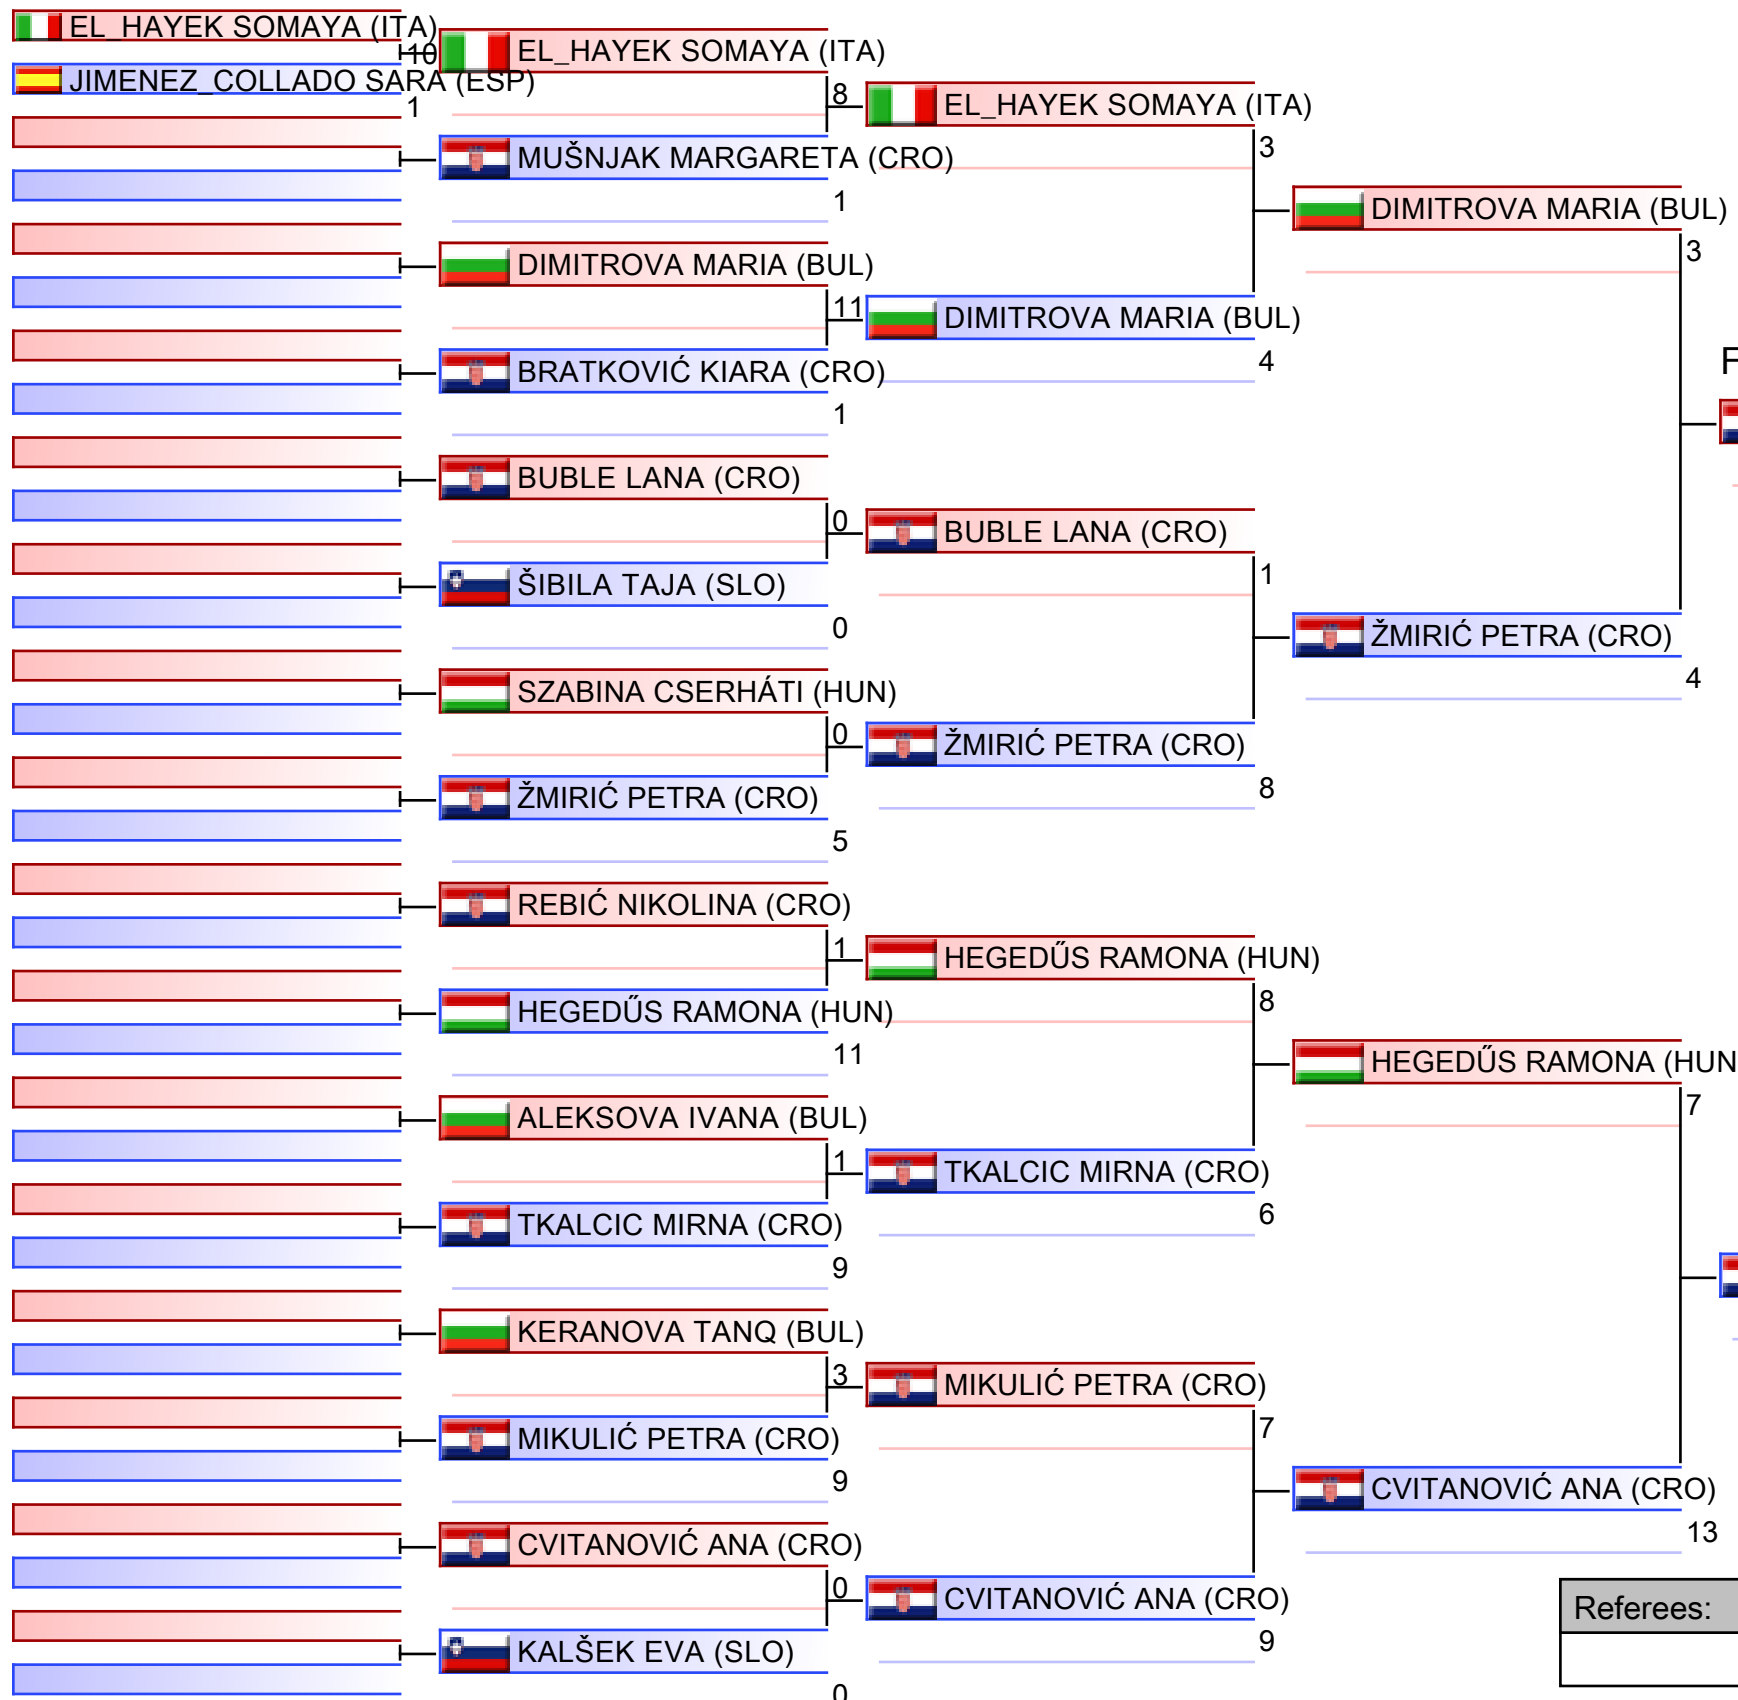 EL_HAYEK SOMAYA (ITA)
10
JIMENEZ_COLLADO SARA (ESP)
1
EL_HAYEK SOMAYA (ITA)
8
MUŠNJAK MARGARETA (CRO)
1
DIMITROVA MARIA (BUL)
11
BRATKOVIĆ KIARA (CRO)
1
BUBLE LANA (CRO)
0
ŠIBILA TAJA (SLO)
0
SZABINA CSERHÁTI (HUN)
0
ŽMIRIĆ PETRA (CRO)
5
REBIĆ NIKOLINA (CRO)
1
HEGEDŰS RAMONA (HUN)
11
ALEKSOVA IVANA (BUL)
1
TKALCIC MIRNA (CRO)
9
KERANOVA TANQ (BUL)
3
MIKULIĆ PETRA (CRO)
9
CVITANOVIĆ ANA (CRO)
0
KALŠEK EVA (SLO)
0
EL_HAYEK SOMAYA (ITA)
3
DIMITROVA MARIA (BUL)
4
BUBLE LANA (CRO)
1
ŽMIRIĆ PETRA (CRO)
8
HEGEDŰS RAMONA (HUN)
8
TKALCIC MIRNA (CRO)
6
MIKULIĆ PETRA (CRO)
7
CVITANOVIĆ ANA (CRO)
9
DIMITROVA MARIA (BUL)
3
ŽMIRIĆ PETRA (CRO)
4
HEGEDŰS RAMONA (HUN
7
CVITANOVIĆ ANA (CRO)
13
Referees: